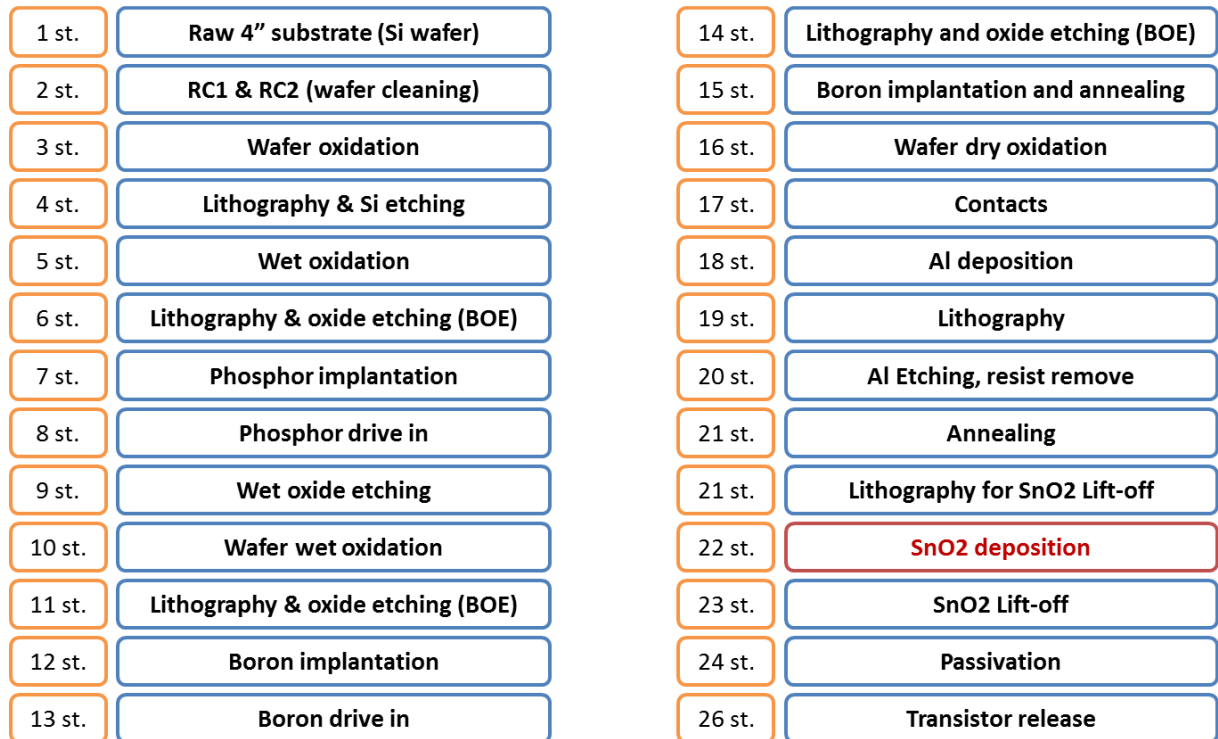 1 st. Raw 4” substrate (Si wafer)
2 st. RC1 & RC2 (wafer cleaning)
3 st. Wafer oxidation
4 st. Lithography & Si etching
5 st. Wet oxidation
6 st. Lithography & oxide etching (BOE)
7 st. Phosphor implantation
8 st. Phosphor drive in
9 st. Wet oxide etching
10 st. Wafer wet oxidation
11 st. Lithography & oxide etching (BOE)
12 st. Boron implantation
13 st. Boron drive in
14 st. Lithography and oxide etching (BOE)
15 st. Boron implantation and annealing
16 st. Wafer dry oxidation
17 st. Contacts
18 st. Al deposition
19 st. Lithography
20 st. Al Etching, resist remove
21 st. Annealing
21 st. Lithography for SnO2 Lift-off
22 st. SnO2 deposition
23 st. SnO2 Lift-off
24 st. Passivation
26 st. Transistor release